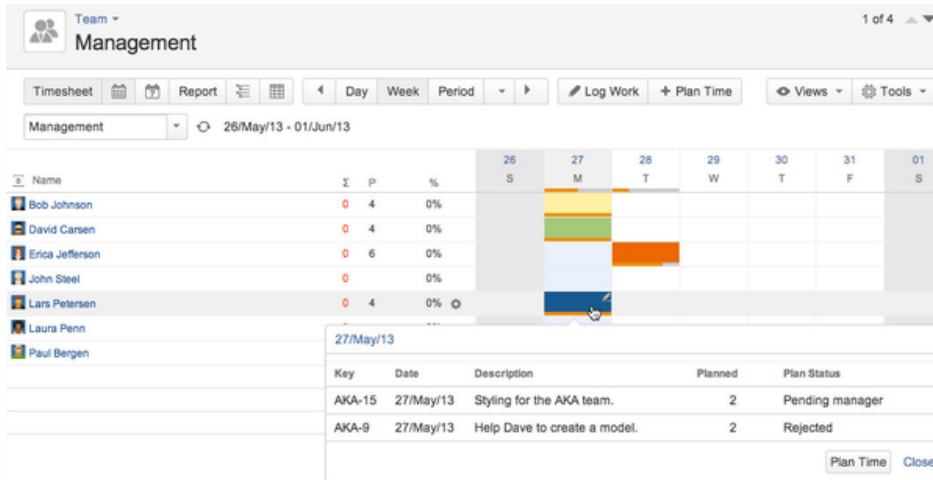 Team
Management
1 of 4
Timesheet 7 Report Day Week Period Log Work + Plan Time Views Tools
Management 26/May/13 - 01/Jun/13
26 27 28 29 30 31 01
Name Σ P % S M T W T F S
Bob Johnson 0 4 0%
David Carsen 0 4 0%
Erica Jefferson 0 6 0%
John Steel 0 0%
Lars Petersen 0 4 0%
Laura Penn
Paul Bergen
27/May/13
Key Date Description Planned Plan Status
AKA-15 27/May/13 Styling for the AKA team. 2 Pending manager
AKA-9 27/May/13 Help Dave to create a model. 2 Rejected
Plan Time Close